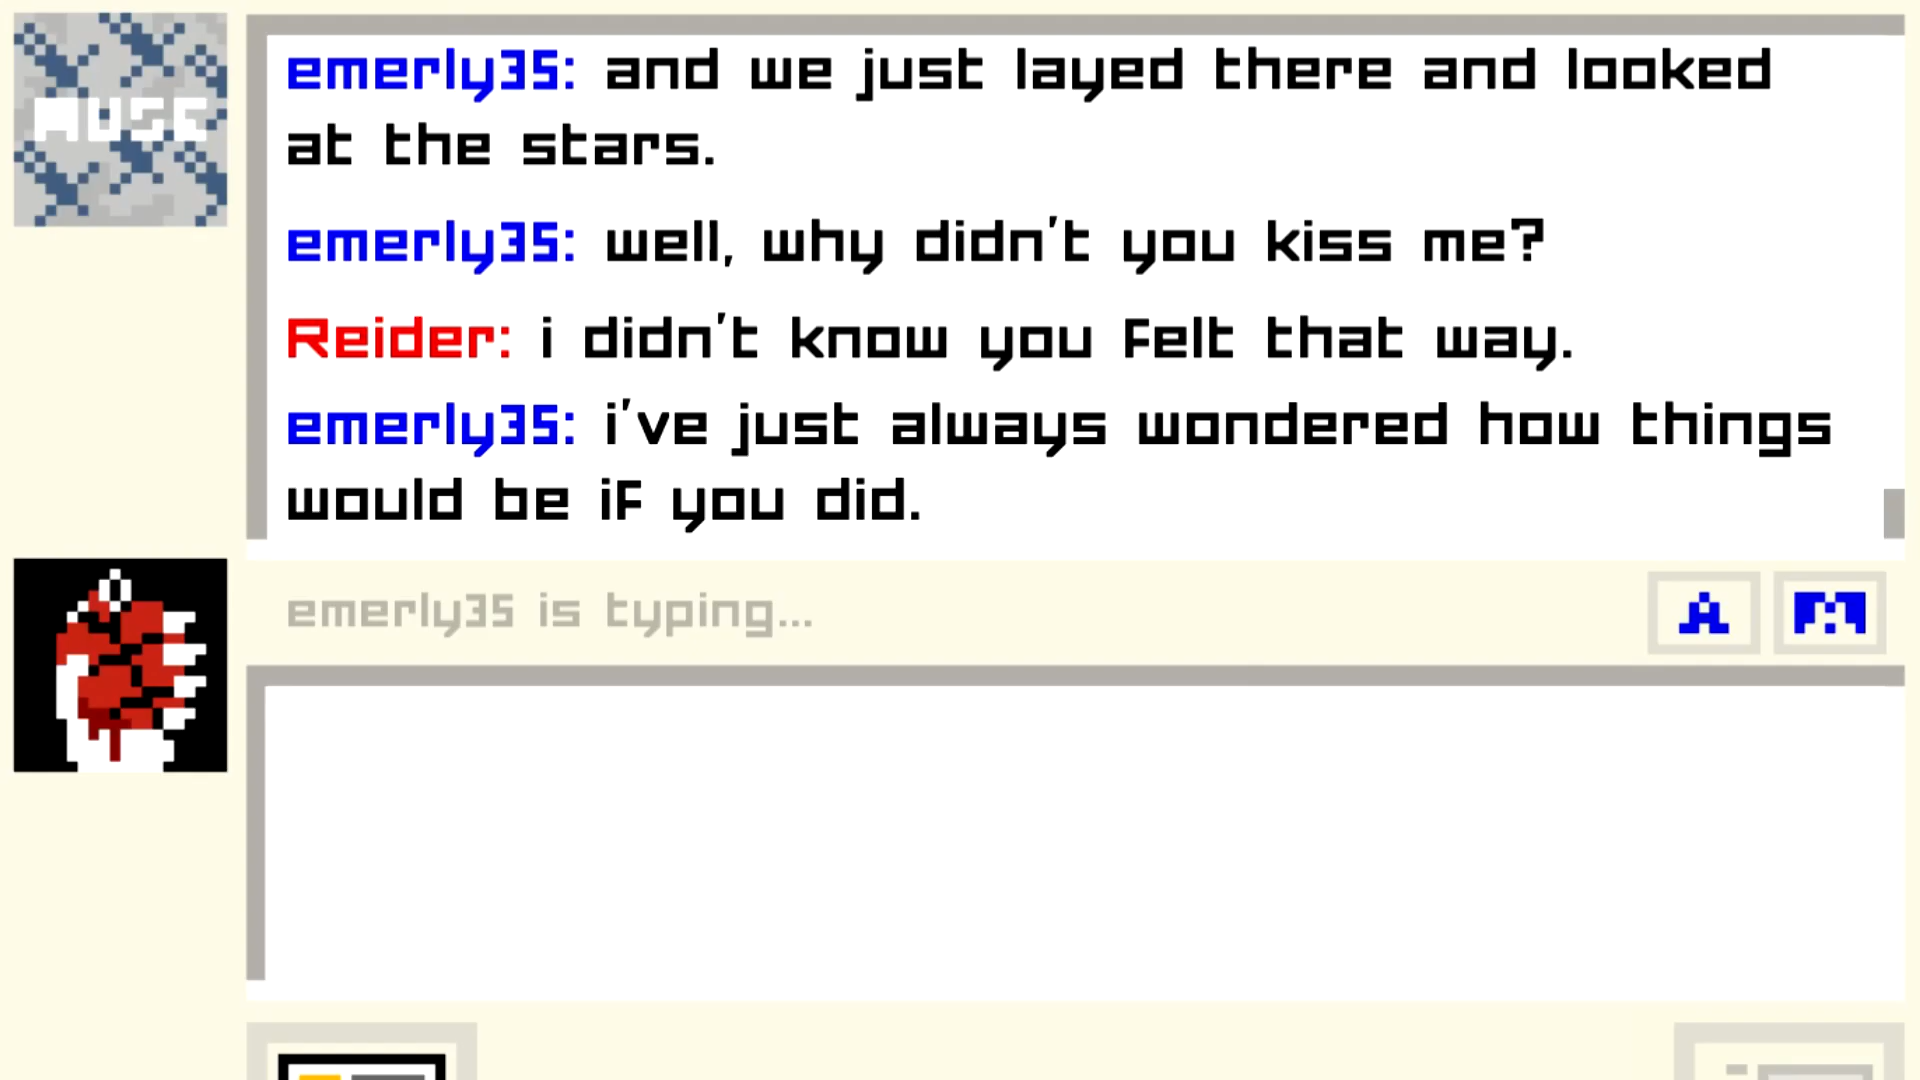 MUSE
emerly35: and we just layed there and looked
at the stars.
emerly35: well, why didn't you kiss me?
Reider: i didn't know you felt that way.
emerly35: i've just always wondered how things
would be if you did.
emerly35 is typing...
A